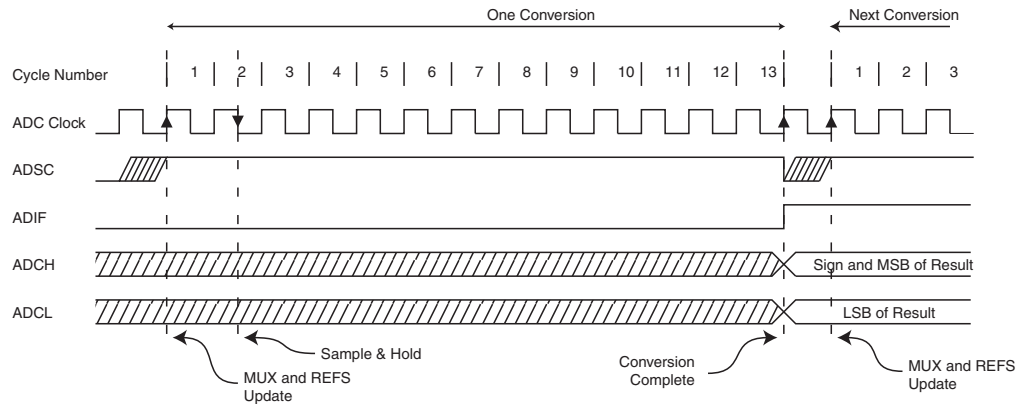 One Conversion
Next Conversion
Cycle Number
1 2 3 4 5 6 7 8 9 10 11 12 13 1 2 3
ADC Clock
ADSC
ADIF
ADCH
Sign and MSB of Result
ADCL
LSB of Result
Sample & Hold
MUX and REFS
Update
Conversion
Complete
MUX and REFS
Update